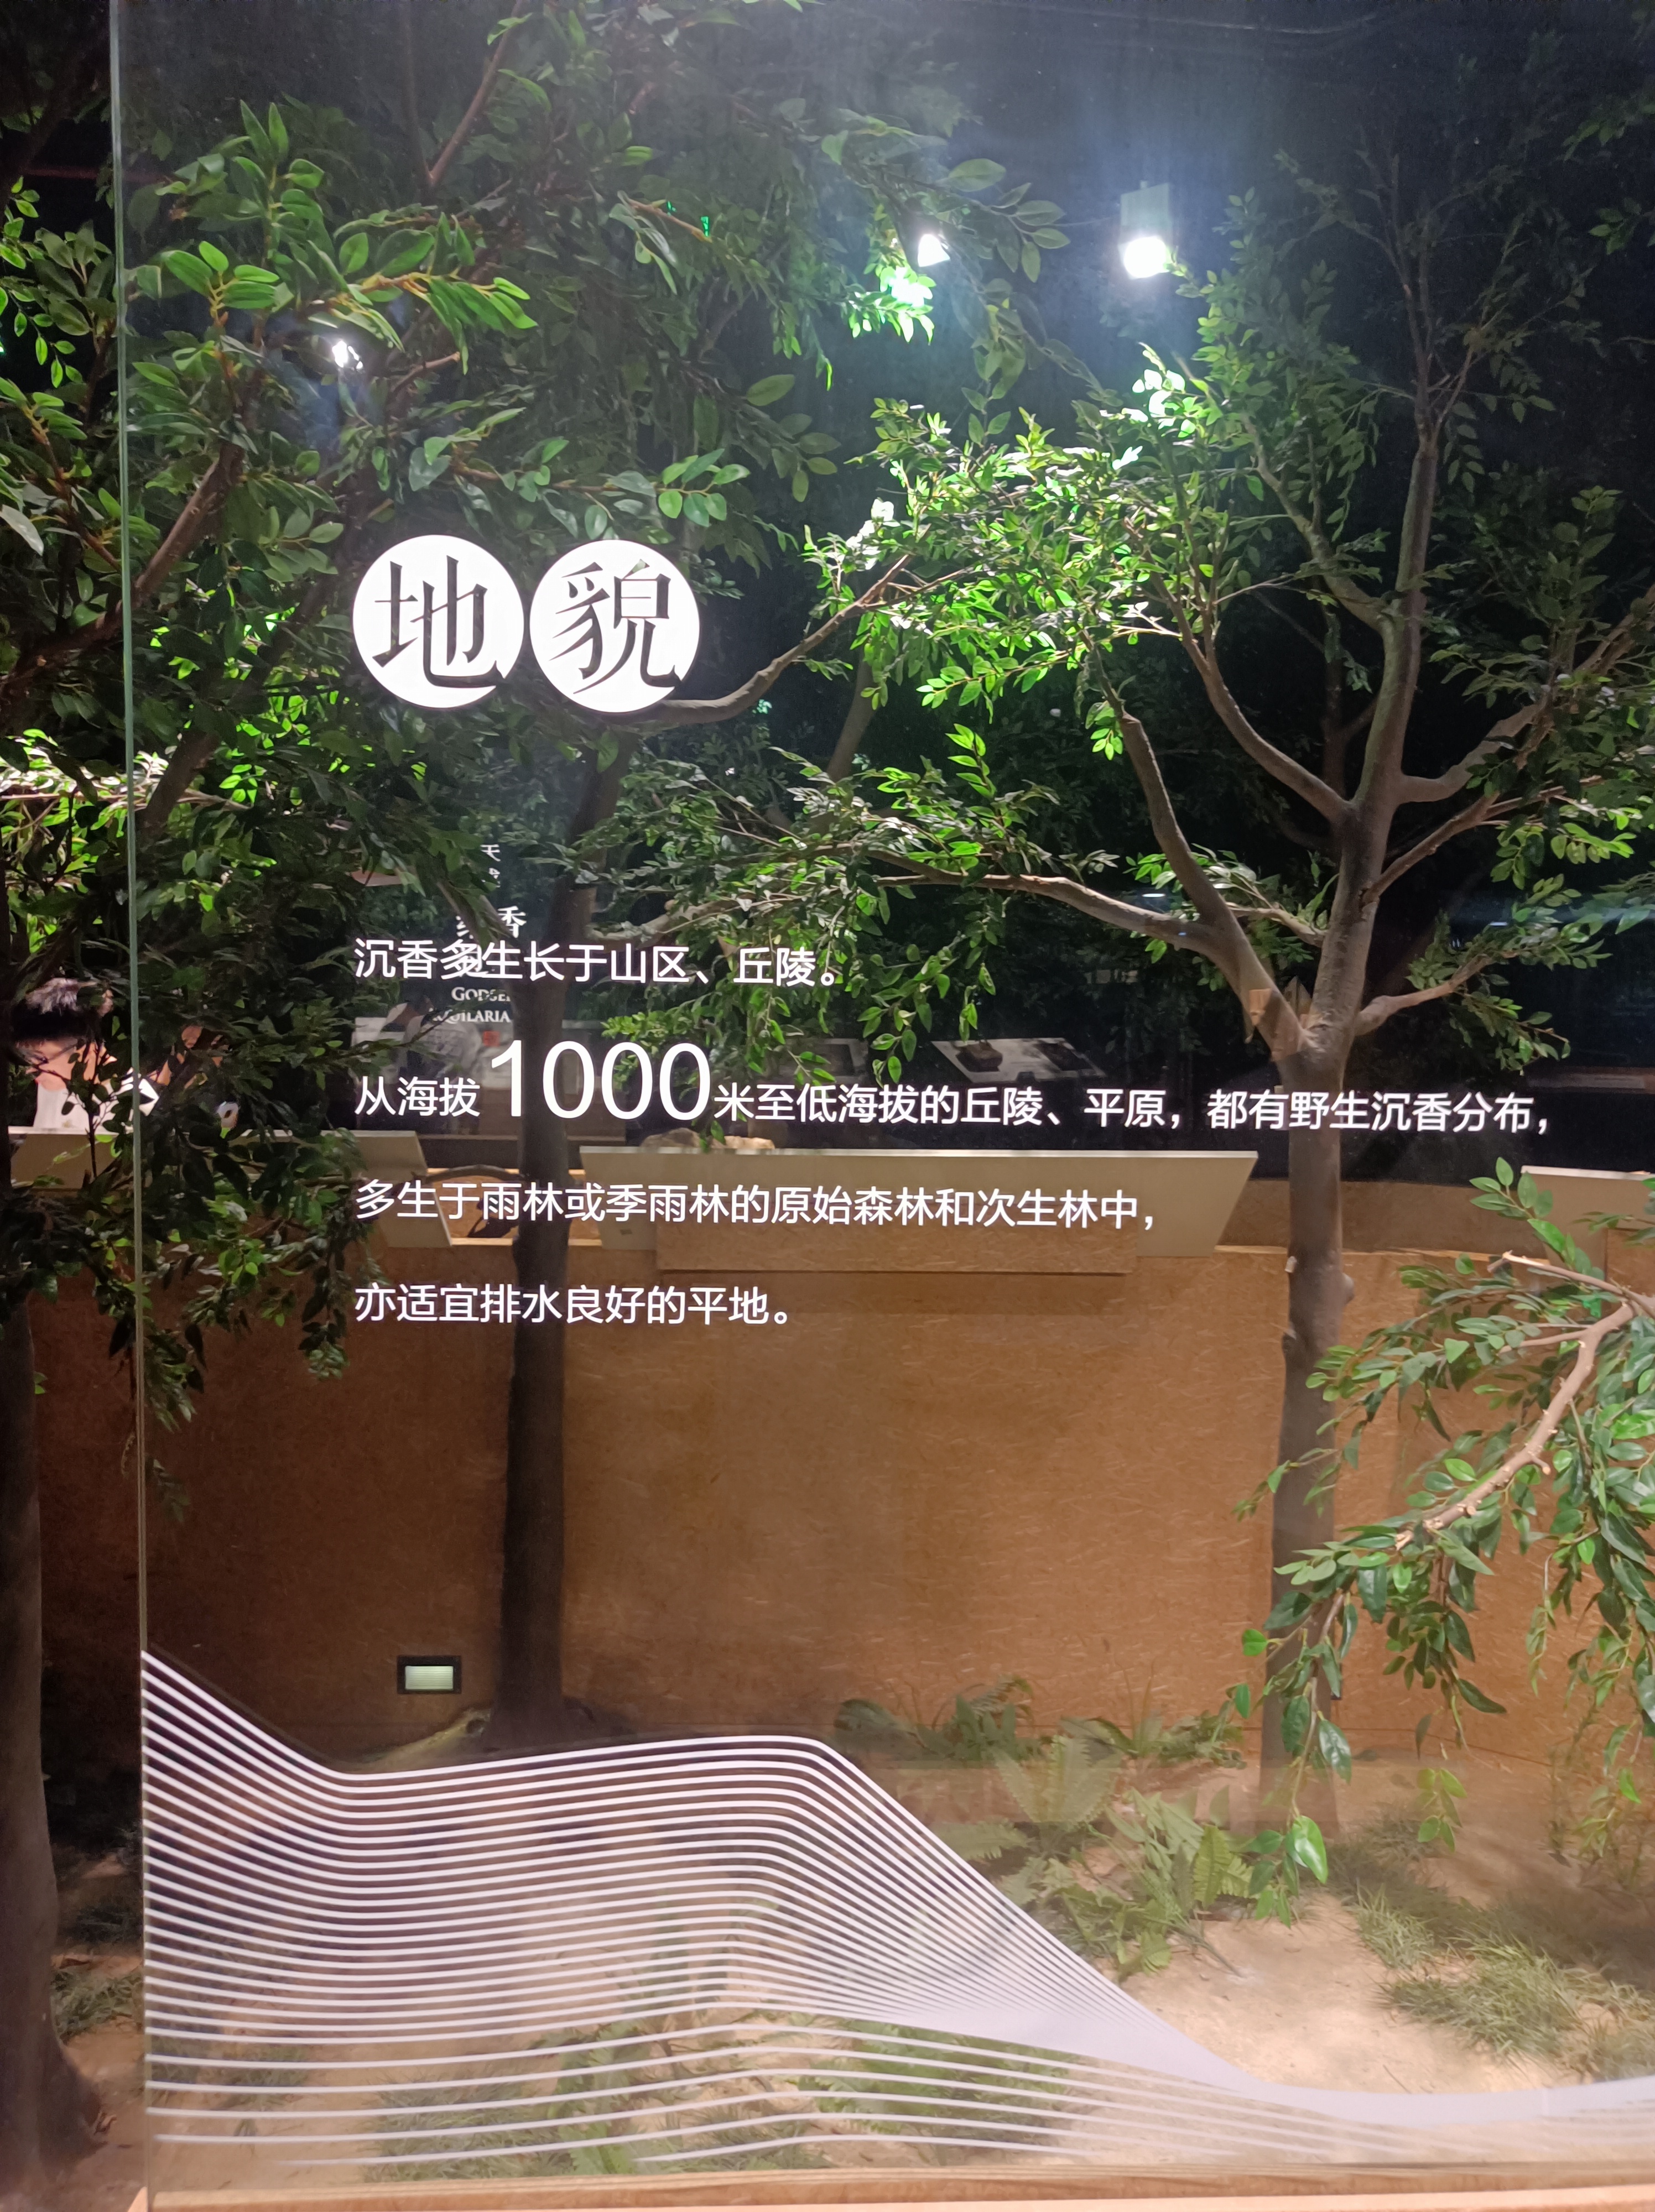 地貌
香
沉香多生长于山区、丘陵。
从海拔1000米至低海拔的丘陵、平原，都有野生沉香分布，
多生于雨林或季雨林的原始森林和次生林中，
亦适宜排水良好的平地。